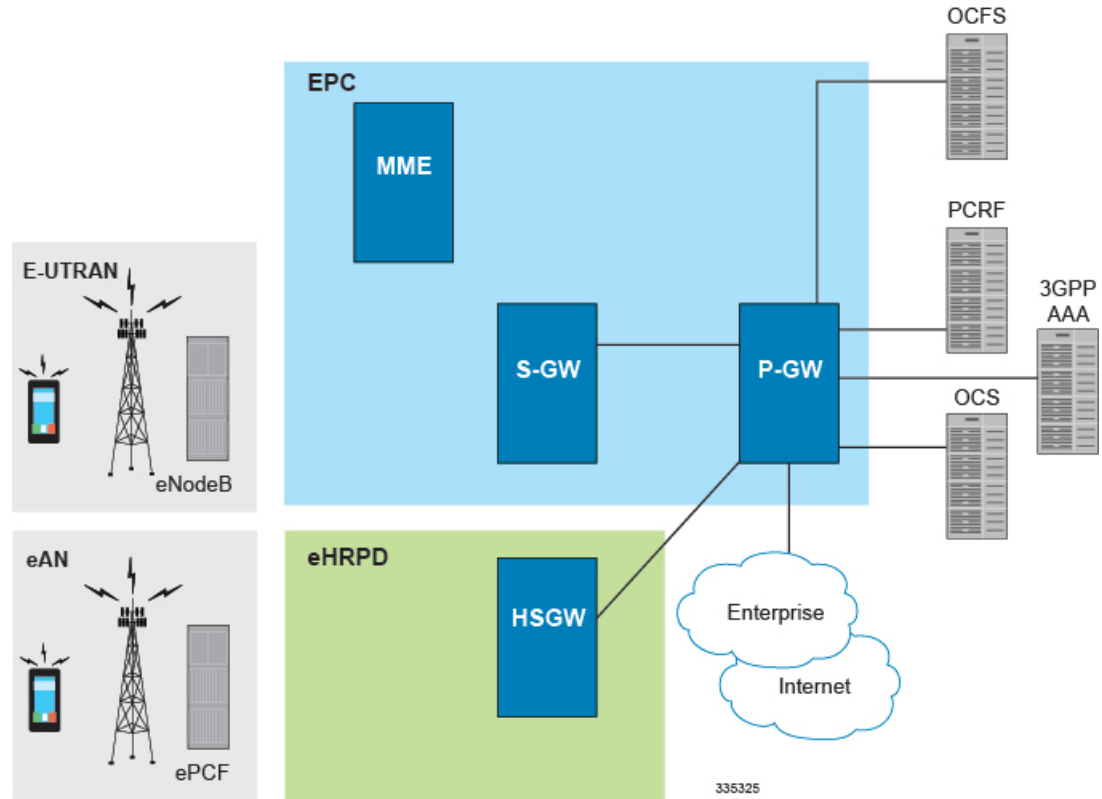 OCFS
EPC
MME
PCRF
E-UTRAN
3GPP
AAA
S-GW
P-GW
OCS
eNodeB
eAN
eHRPD
HSGW
Enterprise
Internet
ePCF
335325